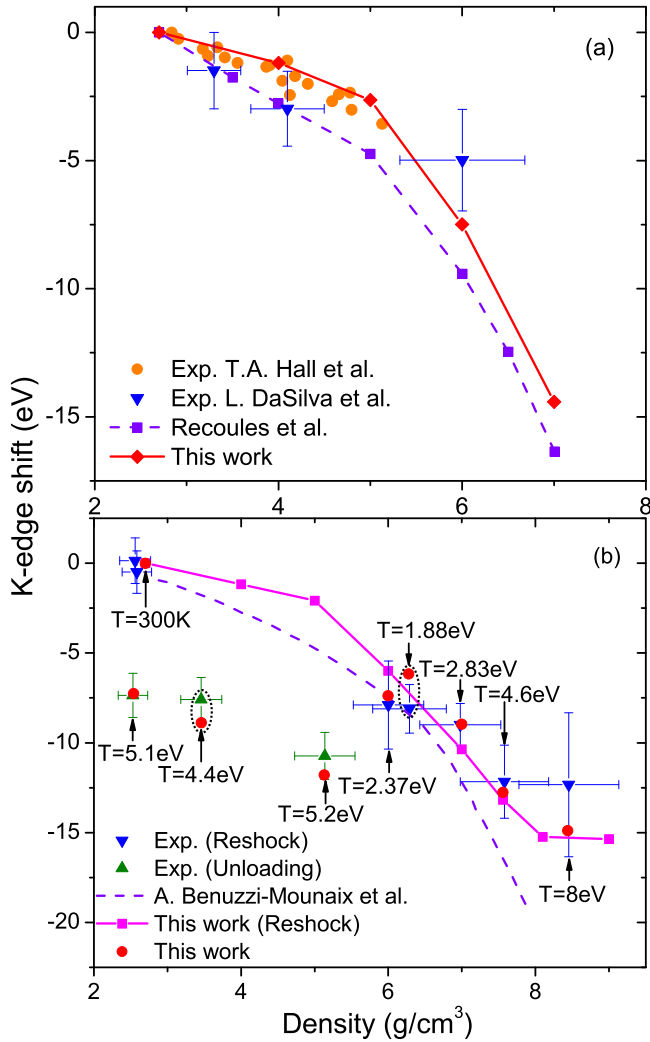 (a)
0
-5
-10
-15
Exp. T.A. Hall et al.
Exp. L. DaSilva et al.
Recoules et al.
This work
2 4 6 8
K-edge shift (eV)
(b)
0
-5
-10
-15
-20
T=300K
T=1.88eV
T=2.83eV
T=4.6eV
T=5.1eV
T=4.4eV
T=5.2eV
T=2.37eV
T=8eV
Exp. (Reshock)
Exp. (Unloading)
A. Benuzzi-Mounaix et al.
This work (Reshock)
This work
2 4 6 8
Density (g/cm³)